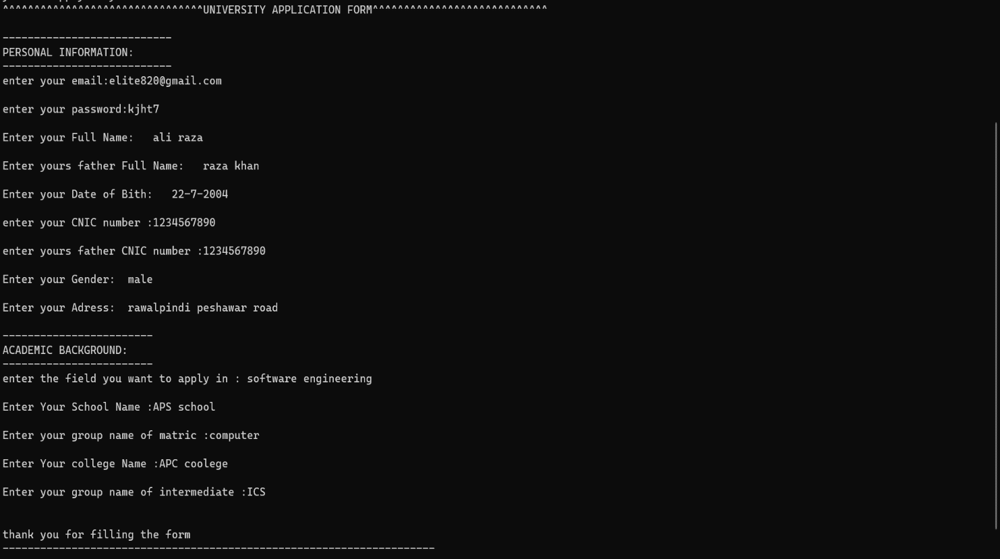 ^^^^^^^^^^^^^^^^^^^^^^^^^^^^^^^^UNIVERSITY APPLICATION FORM^^^^^^^^^^^^^^^^^^^^^^^^^^^^
---------------------------
PERSONAL INFORMATION:
---------------------------
enter your email:elite820@gmail.com
enter your password:kjht7
Enter your Full Name:   ali raza
Enter yours father Full Name:   raza khan
Enter your Date of Bith:   22-7-2004
enter your CNIC number :1234567890
enter yours father CNIC number :1234567890
Enter your Gender:  male
Enter your Adress:  rawalpindi peshawar road
------------------------
ACADEMIC BACKGROUND:
------------------------
enter the field you want to apply in : software engineering
Enter Your School Name :APS school
Enter your group name of matric :computer
Enter Your college Name :APC coolege
Enter your group name of intermediate :ICS
thank you for filling the form
---------------------------------------------------------------------